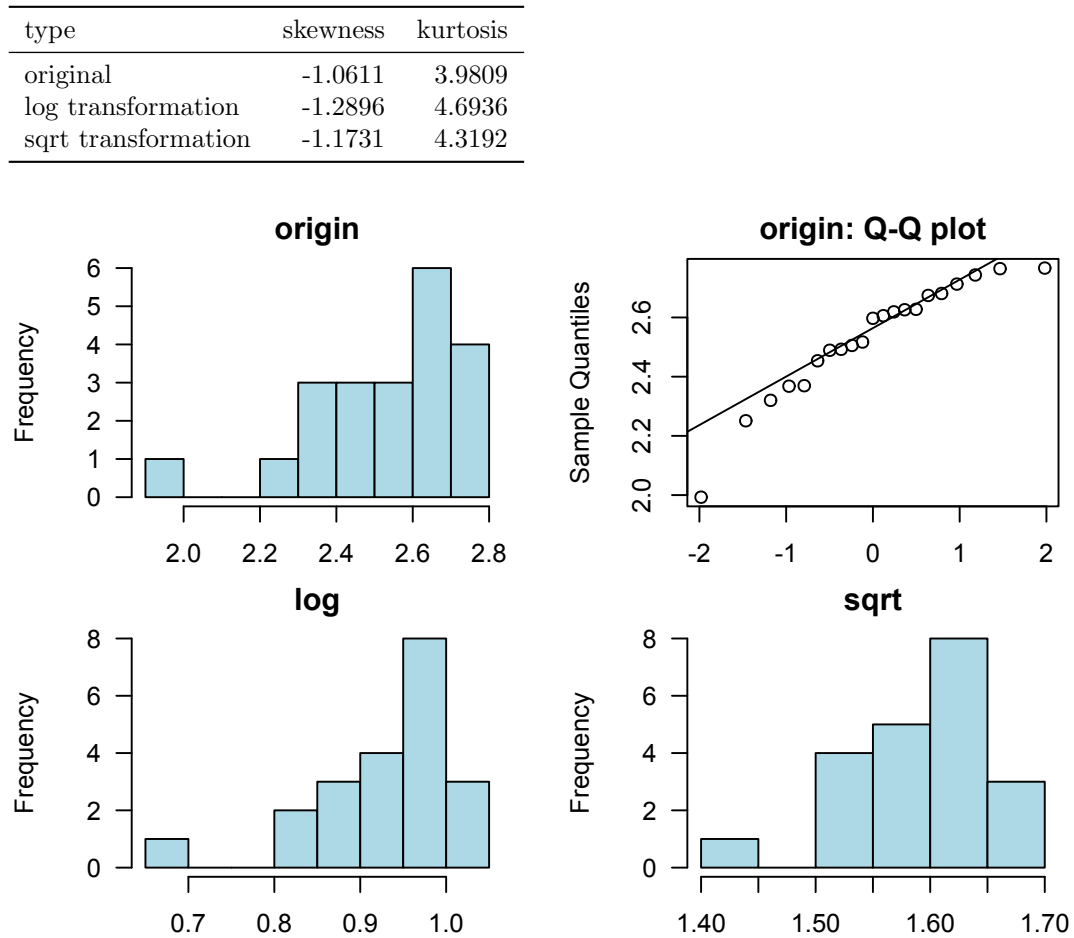 type skewness kurtosis
original -1.0611 3.9809
log transformation -1.2896 4.6936
sqrt transformation -1.1731 4.3192
origin
Frequency
6
5
4
3
2
1
0
2.0 2.2 2.4 2.6 2.8
origin: Q-Q plot
Sample Quantiles
2.6
2.4
2.2
2.0
-2 -1 0 1 2
log
Frequency
8
6
4
2
0
0.7 0.8 0.9 1.0
sqrt
Frequency
8
6
4
2
0
1.40 1.50 1.60 1.70